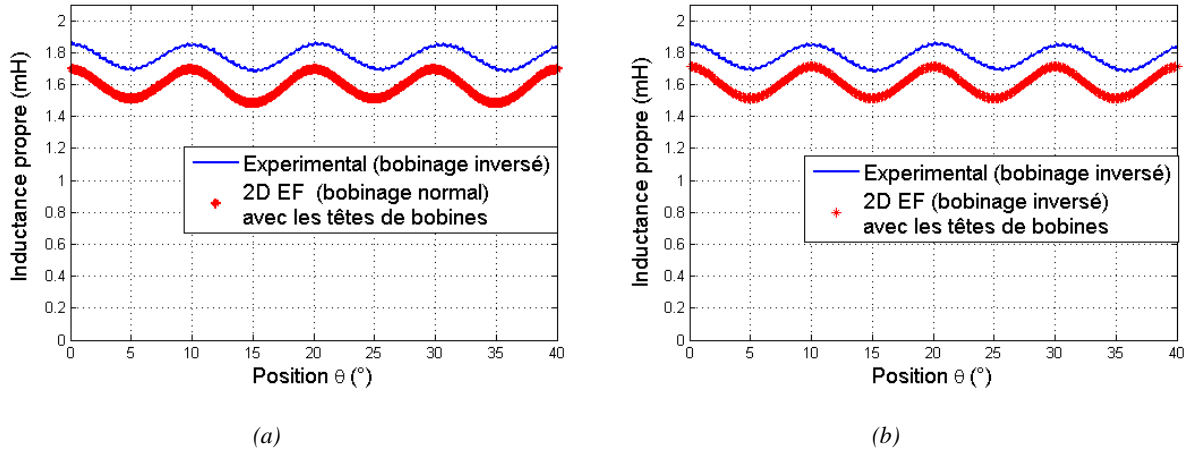 2
1.8
1.6
1.4
1.2
1
0.8
0.6
0.4
0.2
0
Inductance propre (mH)
Experimental (bobinage inversé)
2D EF (bobinage normal)
avec les têtes de bobines
0 5 10 15 20 25 30 35 40
Position θ (°)
(a)
2
1.8
1.6
1.4
1.2
1
0.8
0.6
0.4
0.2
0
Inductance propre (mH)
Experimental (bobinage inversé)
2D EF (bobinage inversé)
avec les têtes de bobines
0 5 10 15 20 25 30 35 40
Position θ (°)
(b)